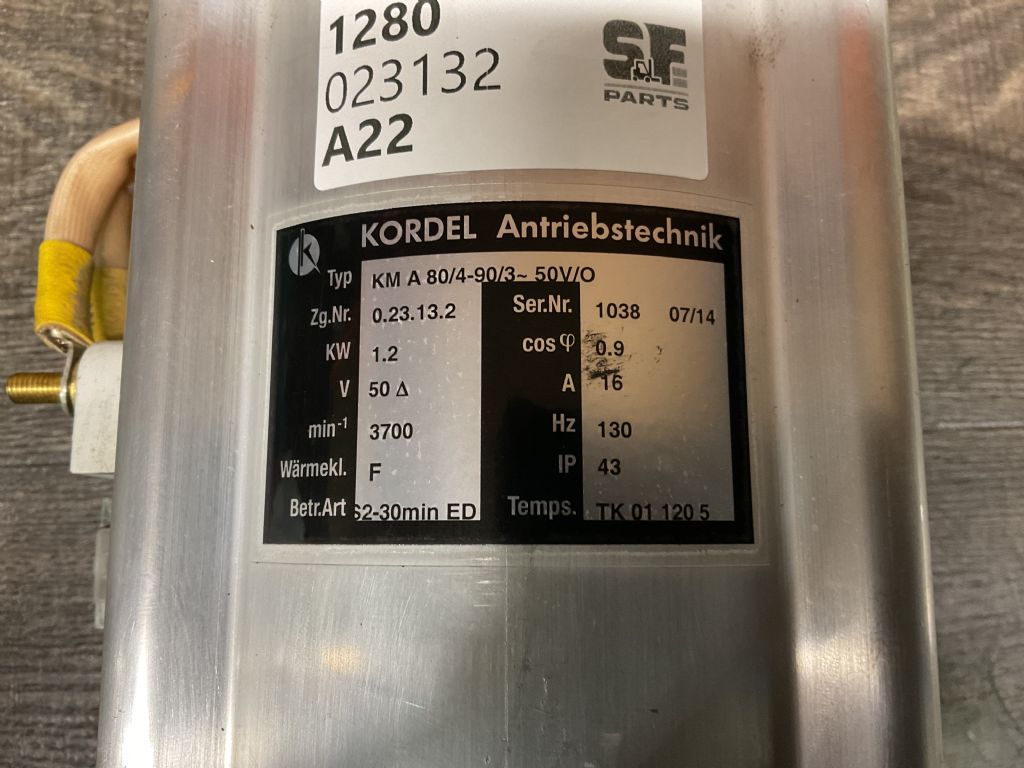 1280
023132
A22
SF
PARTS
K
KORDEL Antriebstechnik
Typ KM A 80/4-90/3~ 50V/O
Zg.Nr. 0.23.13.2 Ser.Nr. 1038 07/14
KW 1.2 cos φ 0.9
V 50 Δ A 16
min-1 3700 Hz 130
Wärmekl. F IP 43
Betr.Art S2-30min ED Temps. TK 01 120 5